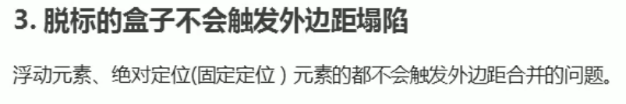 3. 脱标的盒子不会触发外边距塌陷
浮动元素、绝对定位(固定定位）元素的都不会触发外边距合并的问题。